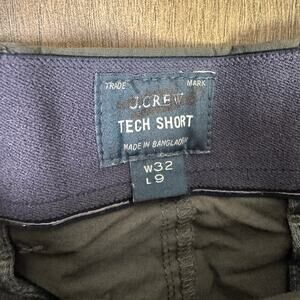 TRADE MARK
J.CREW
TECH SHORT
MADE IN BANGLADESH
W32
L9